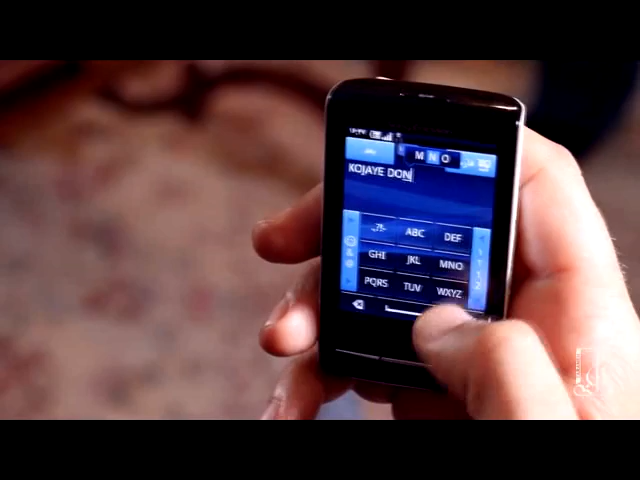 M N O
KOJAYE DON
.,?!- ABC DEF
GHI JKL MNO
PQRS TUV WXYZ